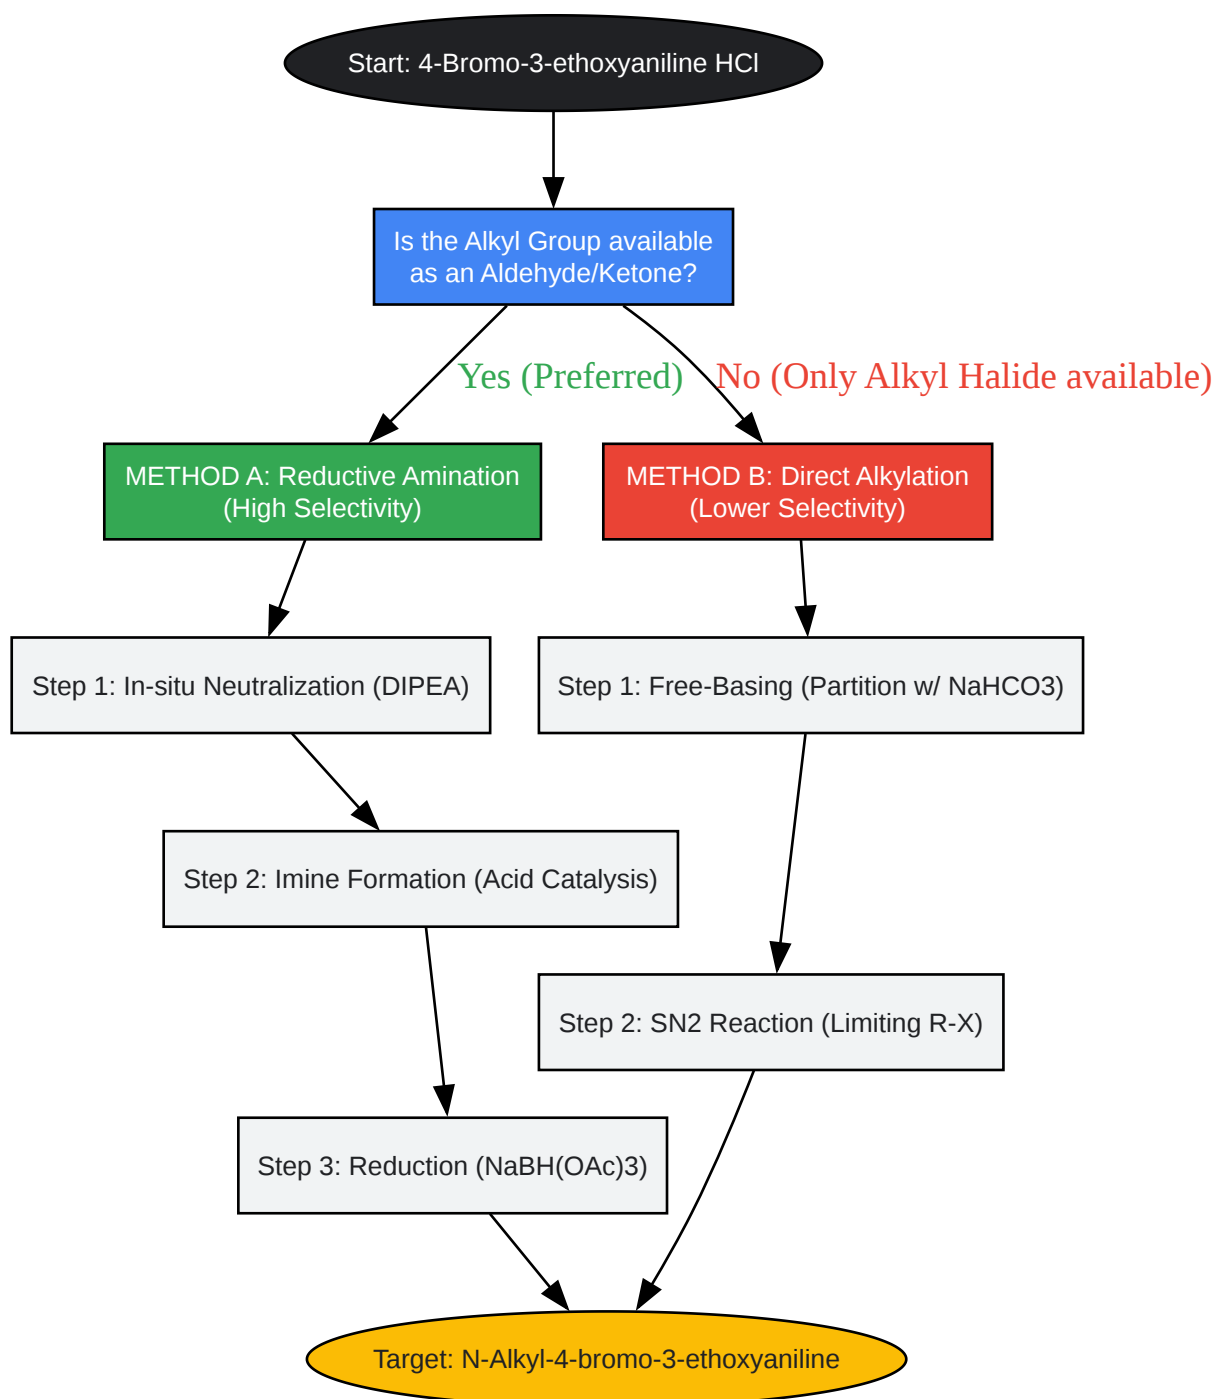 Start: 4-Bromo-3-ethoxyaniline HCl
Is the Alkyl Group available
as an Aldehyde/Ketone?
Yes (Preferred)
No (Only Alkyl Halide available)
METHOD A: Reductive Amination
(High Selectivity)
METHOD B: Direct Alkylation
(Lower Selectivity)
Step 1: In-situ Neutralization (DIPEA)
Step 1: Free-Basing (Partition w/ NaHCO3)
Step 2: Imine Formation (Acid Catalysis)
Step 2: SN2 Reaction (Limiting R-X)
Step 3: Reduction (NaBH(OAc)3)
Target: N-Alkyl-4-bromo-3-ethoxyaniline